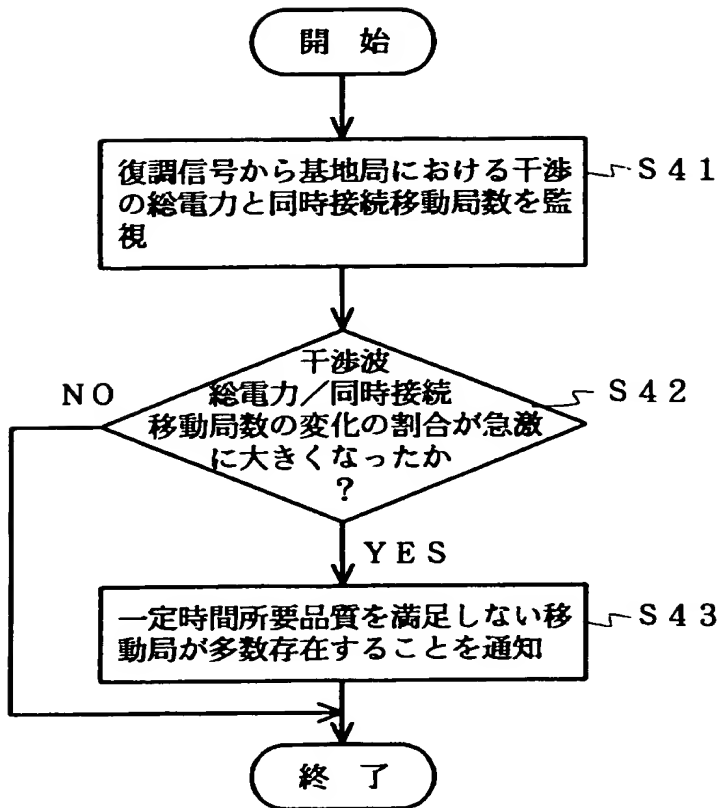 開 始
復調信号から基地局における干渉
の総電力と同時接続移動局数を監
視
S41
干渉波
総電力／同時接続
移動局数の変化の割合が急激
に大きくなったか
？
S42
NO
YES
一定時間所要品質を満足しない移
動局が多数存在することを通知
S43
終 了